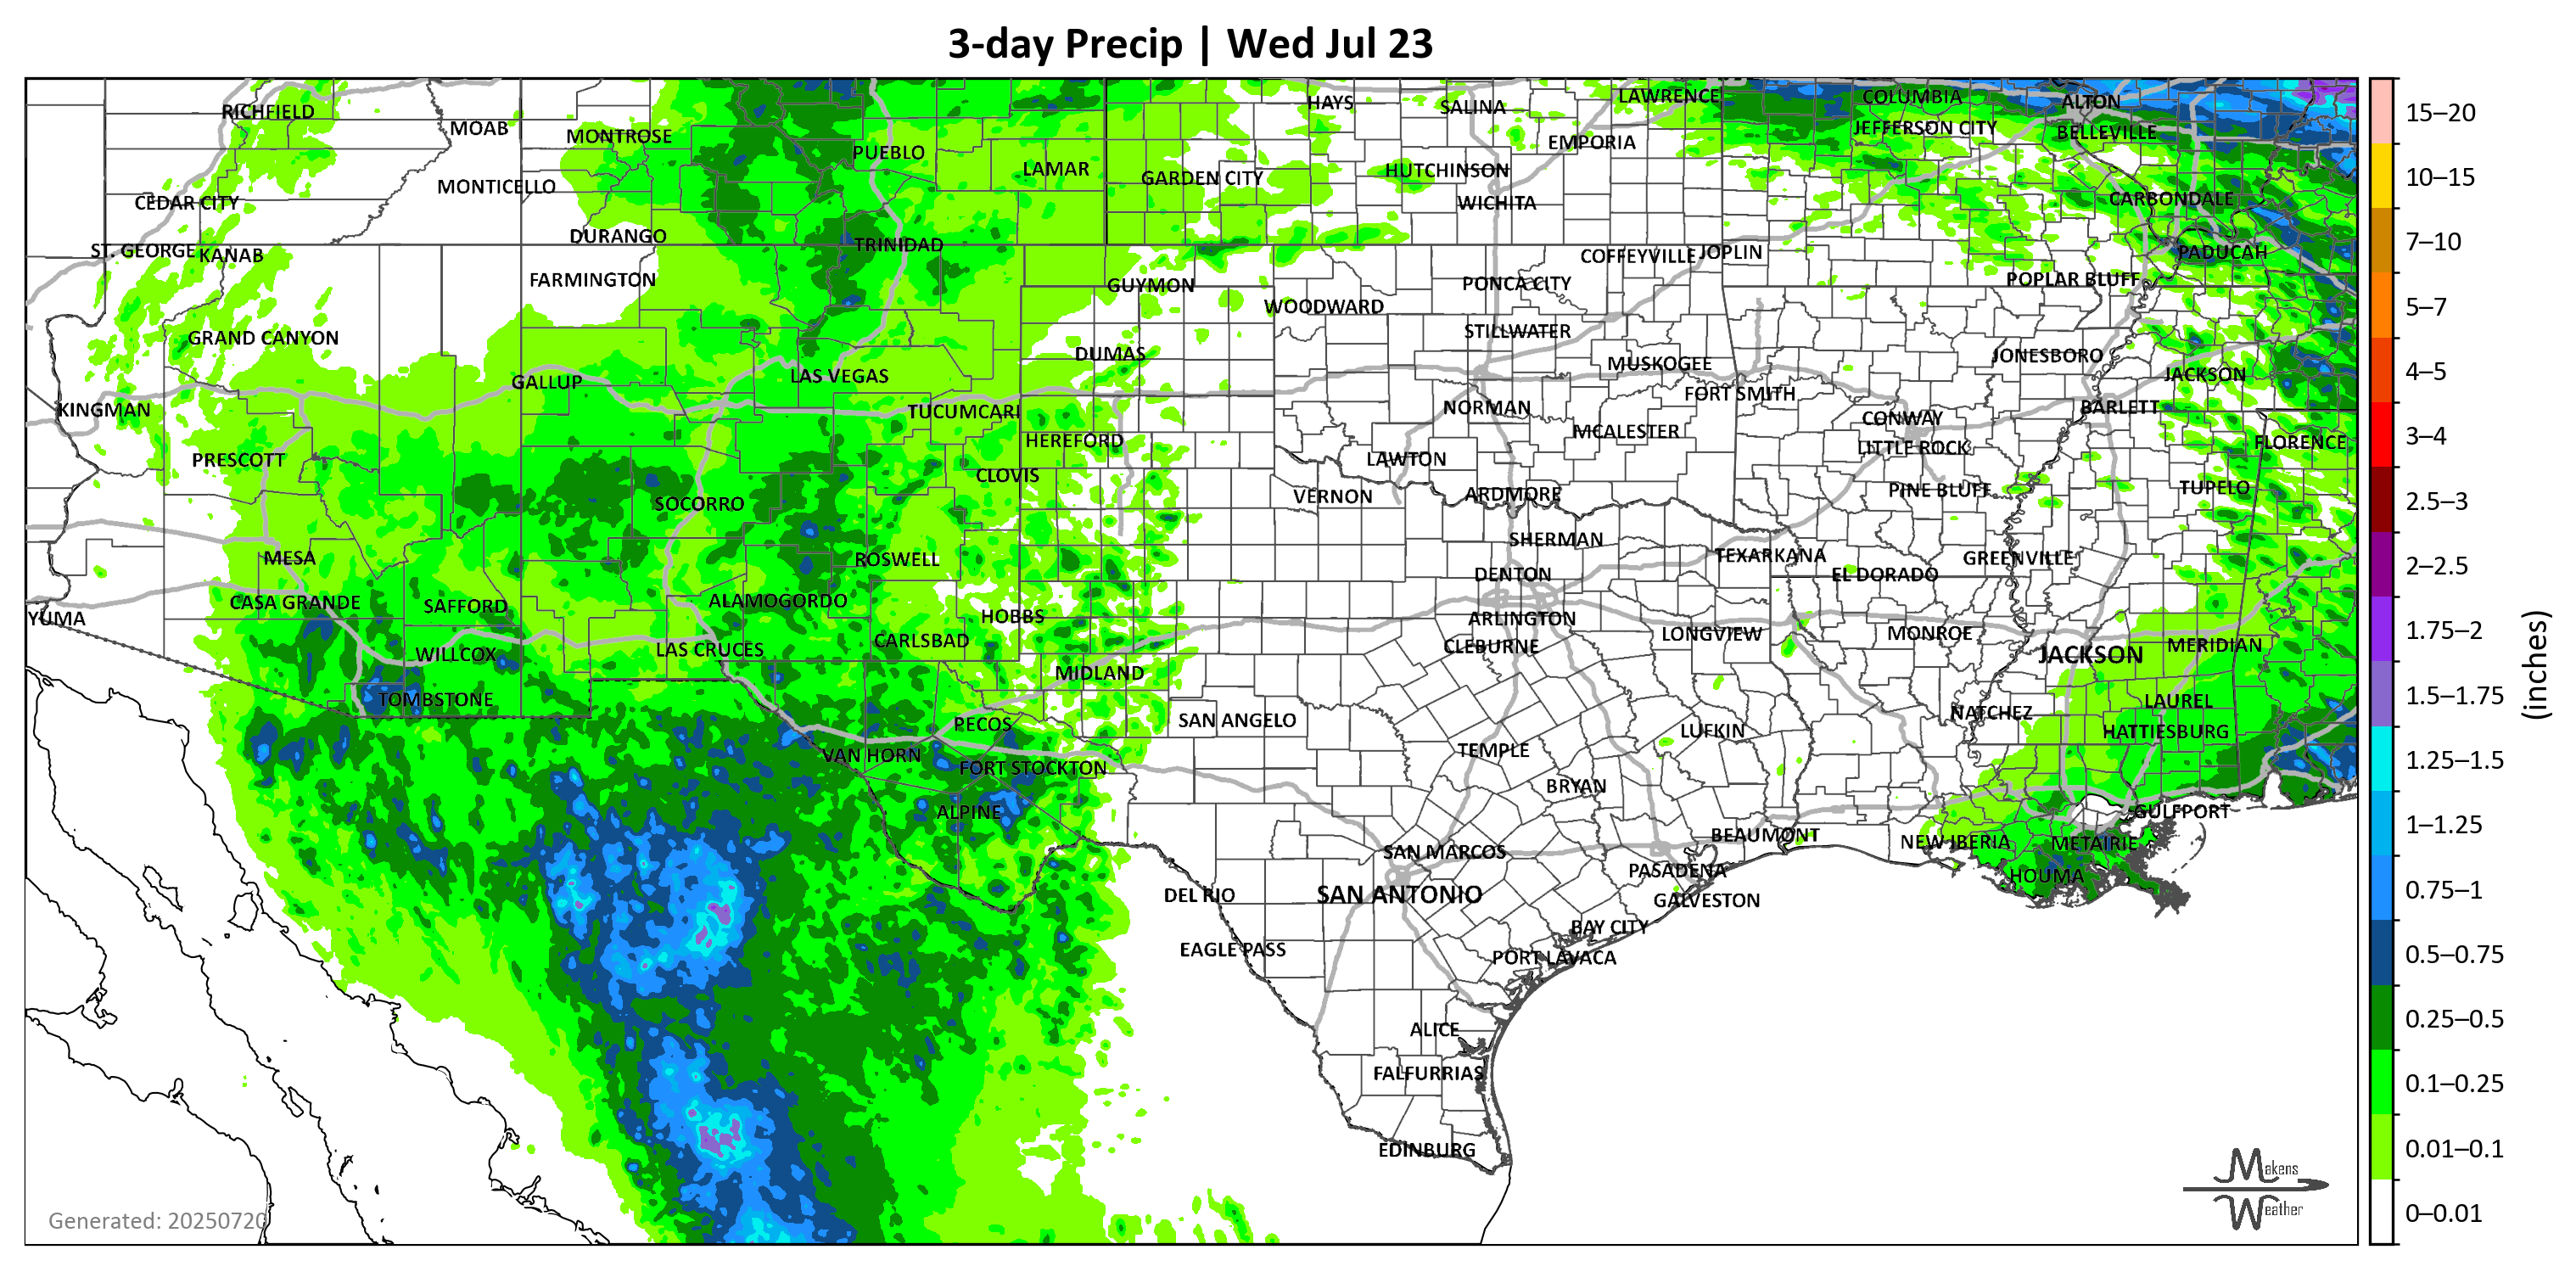 3-day Precip | Wed Jul 23
RICHFIELD
MOAB
MONTROSE
PUEBLO
LAMAR
GARDEN CITY
HAYS
SALINA
LAWRENCE
COLUMBIA
ALTON
JEFFERSON CITY
BELLEVILLE
EMPORIA
HUTCHINSON
MONTICELLO
CEDAR CITY
WICHITA
CARBONDALE
DURANGO
TRINIDAD
ST. GEORGE
KANAB
COFFEYVILLE
JOPLIN
PADUCAH
FARMINGTON
GUYMON
PONCA CITY
POPLAR BLUFF
WOODWARD
GRAND CANYON
STILLWATER
DUMAS
JONESBORO
MUSKOGEE
GALLUP
LAS VEGAS
JACKSON
FORT SMITH
KINGMAN
TUCUMCARI
NORMAN
BARLETT
CONWAY
HEREFORD
MCALESTER
LITTLE ROCK
FLORENCE
PRESCOTT
LAWTON
CLOVIS
TUPELO
SOCORRO
VERNON
ARDMORE
PINE BLUFF
MESA
ROSWELL
SHERMAN
TEXARKANA
GREENVILLE
DENTON
EL DORADO
CASA GRANDE
SAFFORD
ALAMOGORDO
YUMA
HOBBS
ARLINGTON
LONGVIEW
MONROE
WILLCOX
LAS CRUCES
CARLSBAD
CLEBURNE
JACKSON
MERIDIAN
MIDLAND
TOMBSTONE
LAUREL
PECOS
SAN ANGELO
NATCHEZ
LUFKIN
HATTIESBURG
VAN HORN
TEMPLE
FORT STOCKTON
BRYAN
ALPINE
GULFPORT
BEAUMONT
NEW IBERIA
METAIRIE
SAN MARCOS
PASADENA
HOUMA
DEL RIO
SAN ANTONIO
GALVESTON
BAY CITY
EAGLE PASS
PORT LAVACA
ALICE
FALFURRIAS
EDINBURG
Generated: 20250720
Makens
Weather
15–20
10–15
7–10
5–7
4–5
3–4
2.5–3
2–2.5
1.75–2
1.5–1.75
1.25–1.5
1–1.25
0.75–1
0.5–0.75
0.25–0.5
0.1–0.25
0.01–0.1
0–0.01
(inches)